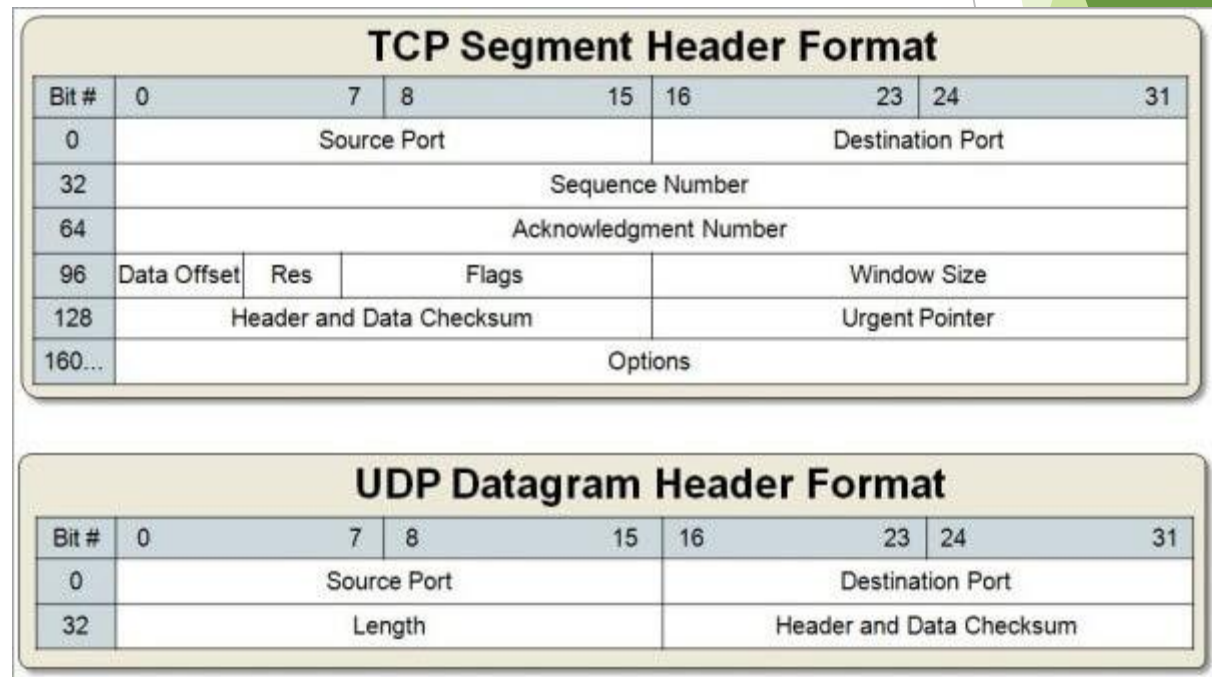 TCP Segment Header Format
Bit # 0 7 8 15 16 23 24 31
0 Source Port Destination Port
32 Sequence Number
64 Acknowledgment Number
96 Data Offset Res Flags Window Size
128 Header and Data Checksum Urgent Pointer
160... Options
UDP Datagram Header Format
Bit # 0 7 8 15 16 23 24 31
0 Source Port Destination Port
32 Length Header and Data Checksum